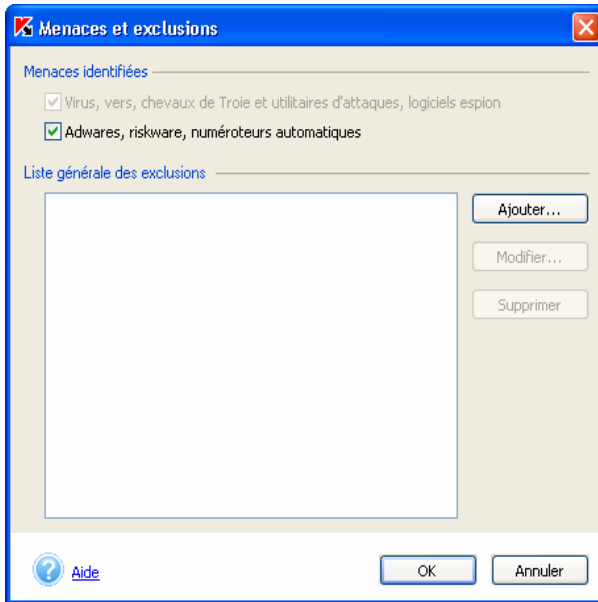 Menaces et exclusions
Menaces identifiées
Virus, vers, chevaux de Troie et utilitaires d'attaques, logiciels espion
Adwares, riskware, numéroteurs automatiques
Liste générale des exclusions
Ajouter...
Modifier...
Supprimer
Aide
OK
Annuler